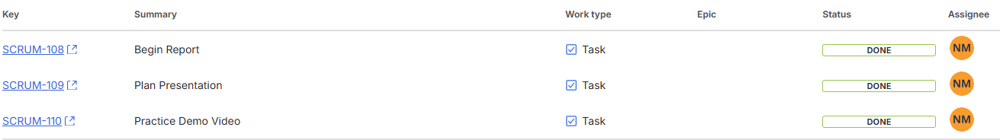 Key Summary Work type Epic Status Assignee
SCRUM-108 Begin Report Task DONE NM
SCRUM-109 Plan Presentation Task DONE NM
SCRUM-110 Practice Demo Video Task DONE NM